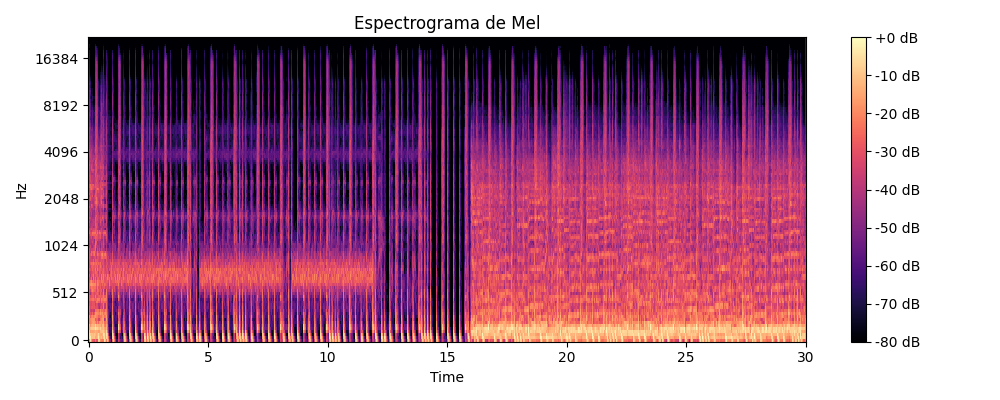 Espectrograma de Mel
16384
8192
4096
2048
1024
512
0
Hz
0 5 10 15 20 25 30
Time
+0 dB
-10 dB
-20 dB
-30 dB
-40 dB
-50 dB
-60 dB
-70 dB
-80 dB